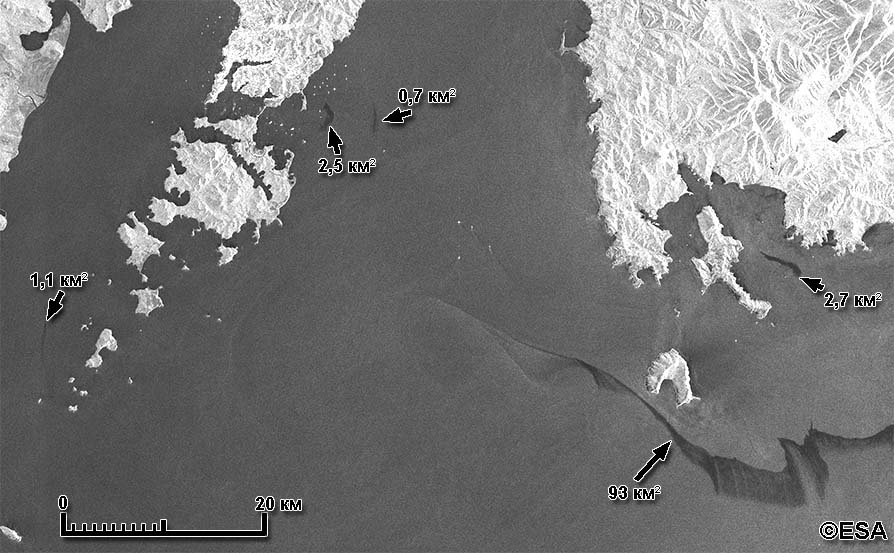 0,7 км²
2,5 км²
1,1 км²
2,7 км²
93 км²
0 20 км
©ESA